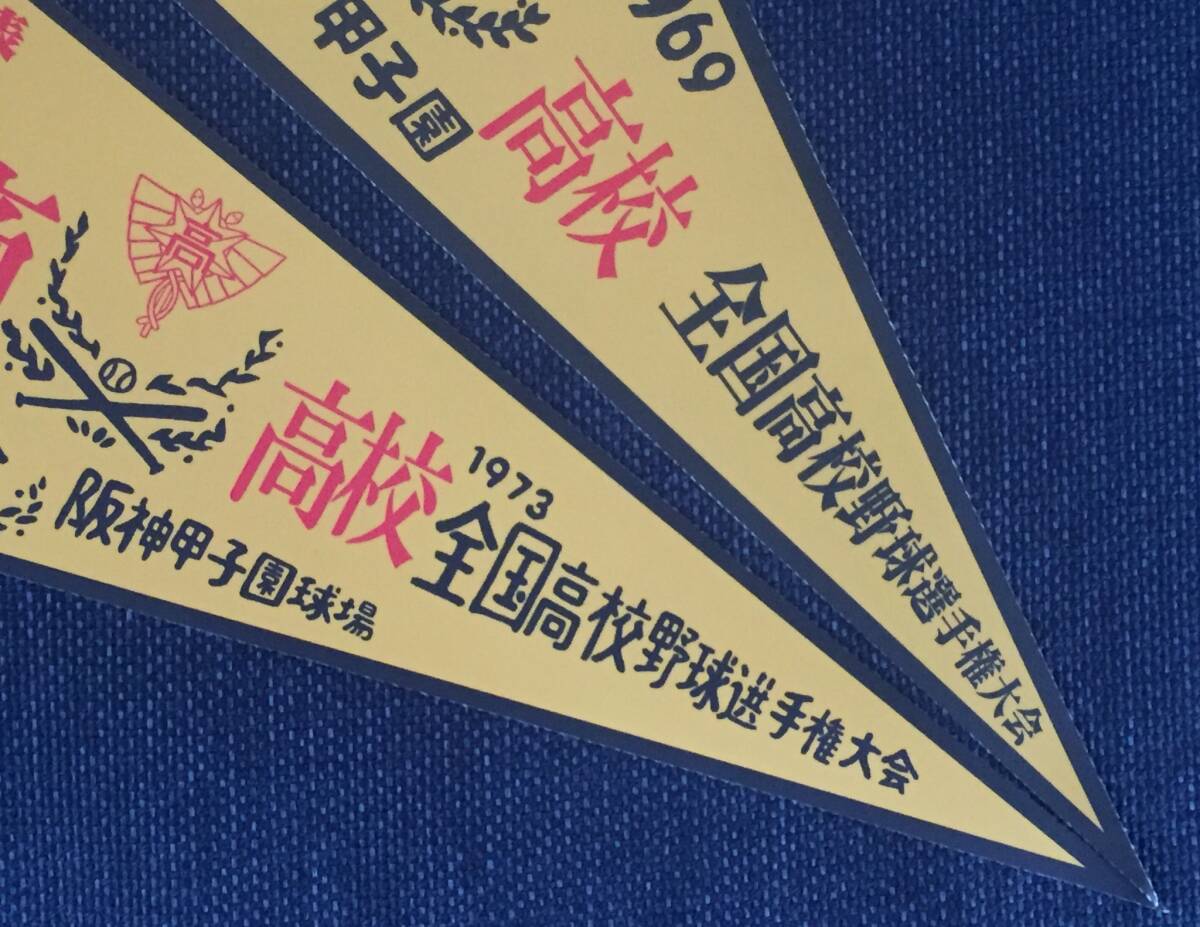 1969
甲子園
高校
全国高校野球選手権大会
高
高校
1973
全国高校野球選手権大会
阪神甲子園球場